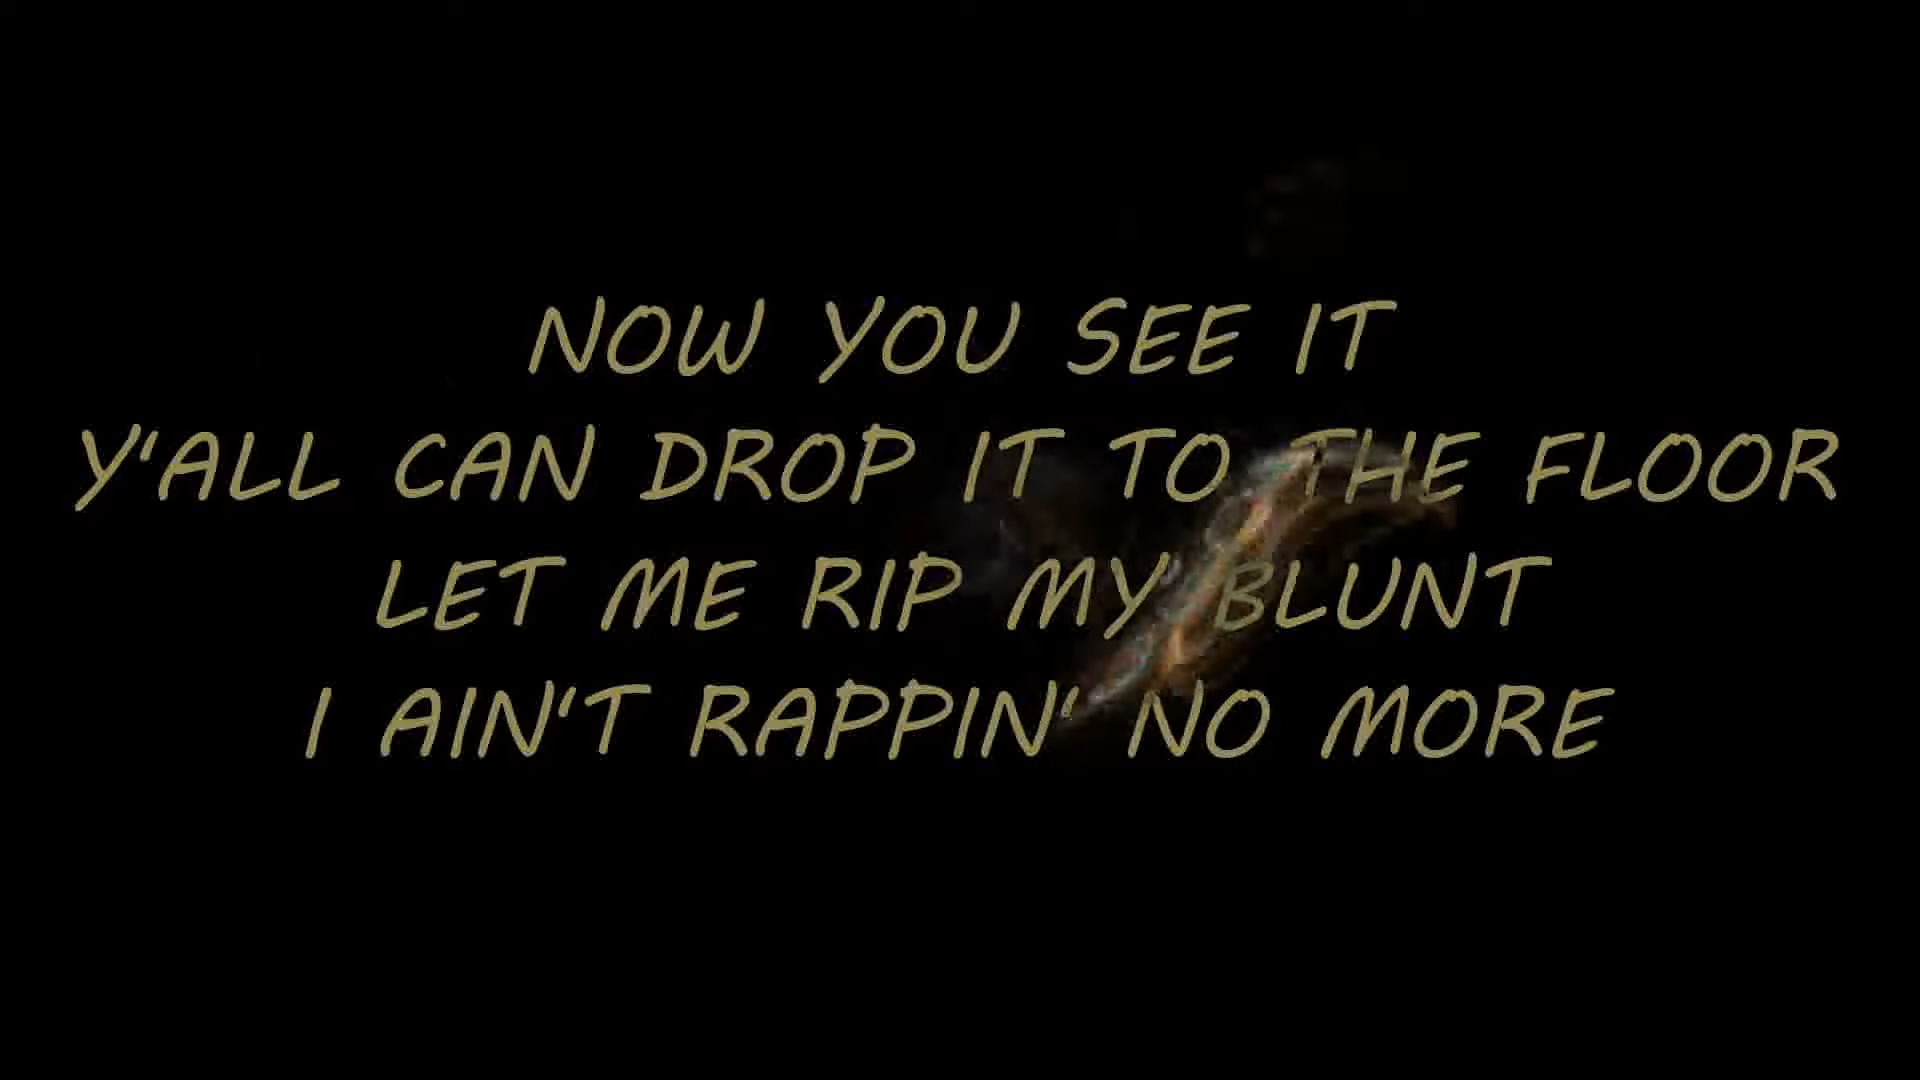 NOW YOU SEE IT
Y'ALL CAN DROP IT TO THE FLOOR
LET ME RIP MY BLUNT
I AIN'T RAPPIN' NO MORE